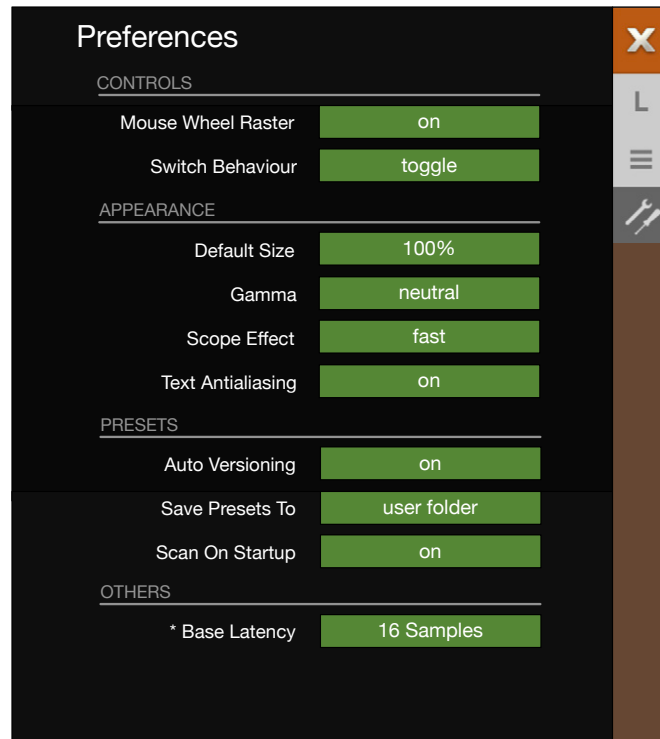 Preferences
X
CONTROLS
L
Mouse Wheel Raster on
Switch Behaviour toggle
APPEARANCE
Default Size 100%
Gamma neutral
Scope Effect fast
Text Antialiasing on
PRESETS
Auto Versioning on
Save Presets To user folder
Scan On Startup on
OTHERS
* Base Latency 16 Samples